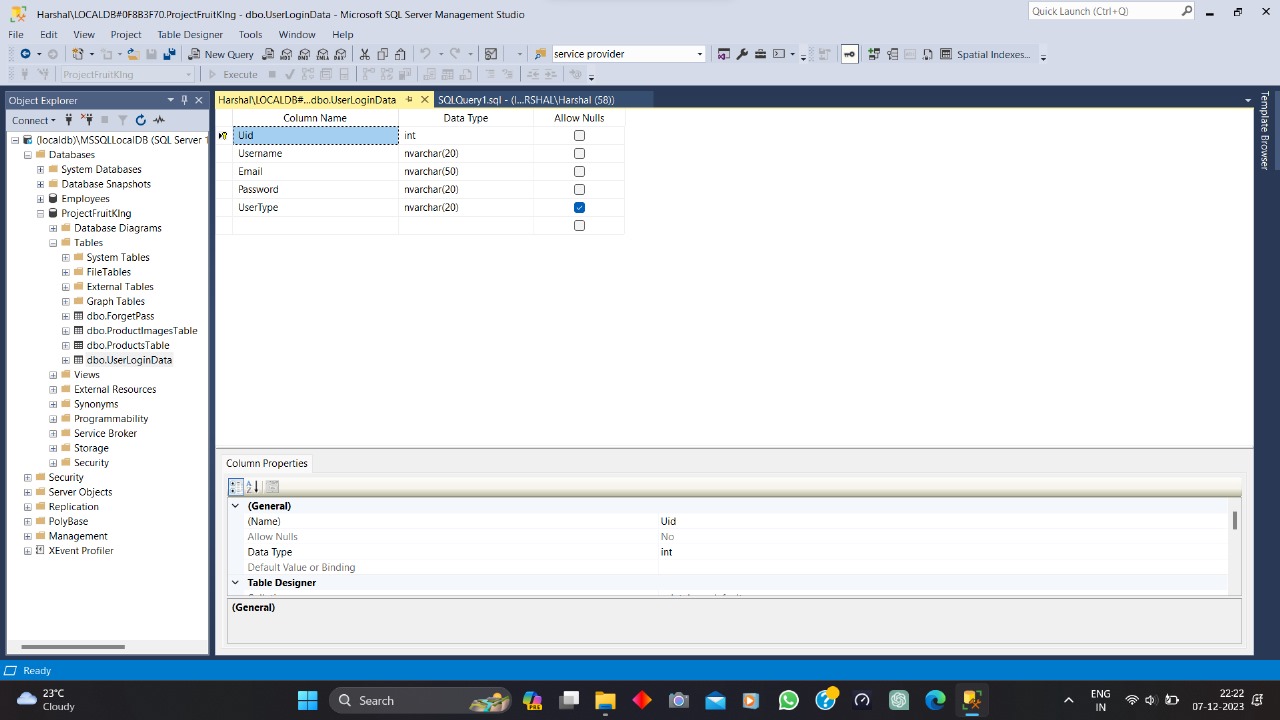 Harshal\LOCALDB#0F8B3F70.ProjectFruitKIng - dbo.UserLoginData - Microsoft SQL Server Management Studio
Quick Launch (Ctrl+Q)
File Edit View Project Table Designer Tools Window Help
New Query
service provider
Spatial Indexes...
ProjectFruitKIng
Execute
Object Explorer
Connect
(localdb)\MSSQLLocalDB (SQL Server 1
Databases
System Databases
Database Snapshots
Employees
ProjectFruitKIng
Database Diagrams
Tables
System Tables
FileTables
External Tables
Graph Tables
dbo.ForgetPass
dbo.ProductImagesTable
dbo.ProductsTable
dbo.UserLoginData
Views
External Resources
Synonyms
Programmability
Service Broker
Storage
Security
Security
Server Objects
Replication
PolyBase
Management
XEvent Profiler
Harshal\LOCALDB#...dbo.UserLoginData
SQLQuery1.sql - (l...RSHAL\Harshal (58))
Column Name Data Type Allow Nulls
Uid int
Username nvarchar(20)
Email nvarchar(50)
Password nvarchar(20)
UserType nvarchar(20)
Column Properties
(General)
(Name) Uid
Allow Nulls No
Data Type int
Default Value or Binding
Table Designer
(General)
Template Browser
Ready
23°C
Cloudy
Search
ENG
IN
22:22
07-12-2023